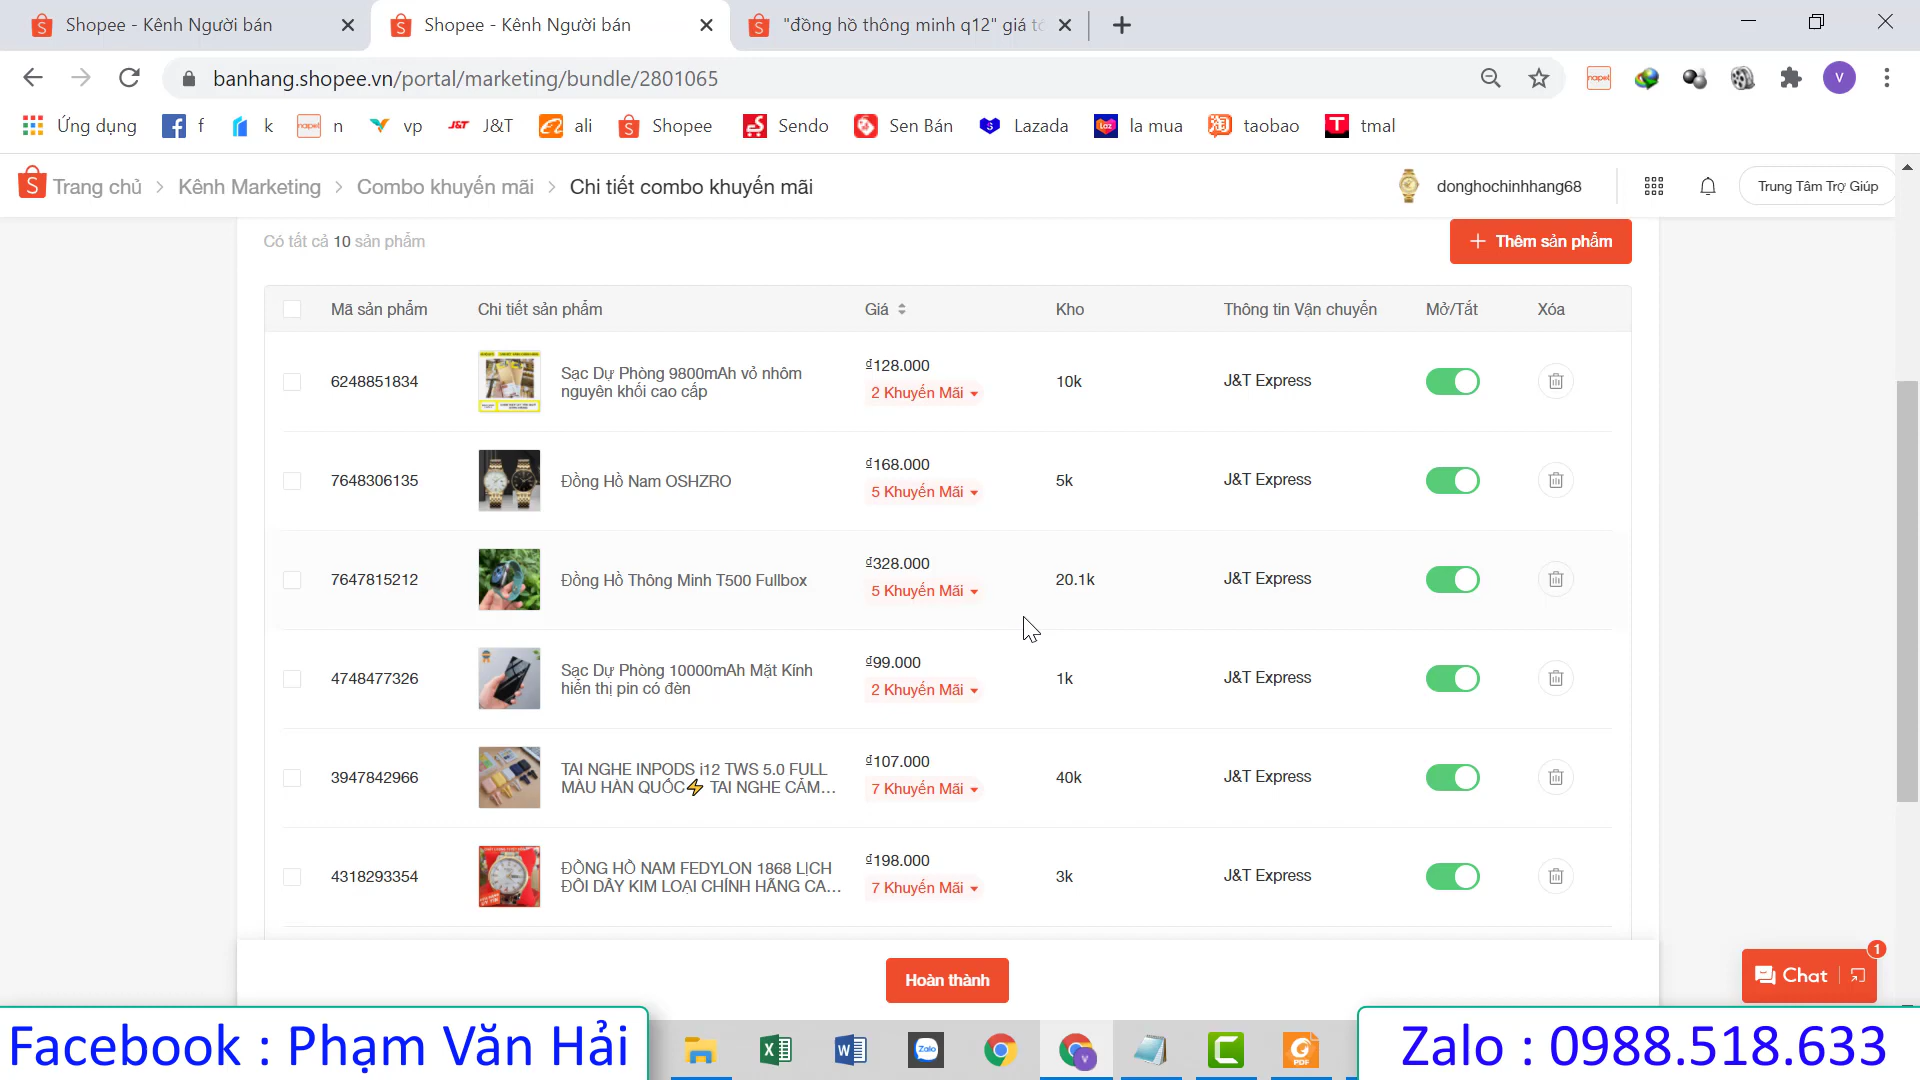 Shopee - Kênh Người bán
Shopee - Kênh Người bán
"đồng hồ thông minh q12" giá tố
banhang.shopee.vn/portal/marketing/bundle/2801065
napet
V
Ứng dụng
f
k
n
vp
J&T
ali
Shopee
Sendo
Sen Bán
Lazada
la mua
taobao
tmal
Trang chủ > Kênh Marketing > Combo khuyến mãi > Chi tiết combo khuyến mãi
donghochinhhang68
Trung Tâm Trợ Giúp
Có tất cả 10 sản phẩm
+ Thêm sản phẩm
Mã sản phẩm
Chi tiết sản phẩm
Giá
Kho
Thông tin Vận chuyển
Mở/Tắt
Xóa
6248851834
Sạc Dự Phòng 9800mAh vỏ nhôm
nguyên khối cao cấp
₫128.000
2 Khuyến Mãi
10k
J&T Express
7648306135
Đồng Hồ Nam OSHZRO
₫168.000
5 Khuyến Mãi
5k
J&T Express
7647815212
Đồng Hồ Thông Minh T500 Fullbox
₫328.000
5 Khuyến Mãi
20.1k
J&T Express
4748477326
Sạc Dự Phòng 10000mAh Mặt Kính
hiển thị pin có đèn
₫99.000
2 Khuyến Mãi
1k
J&T Express
3947842966
TAI NGHE INPODS i12 TWS 5.0 FULL
MÀU HÀN QUỐC⚡ TAI NGHE CẢM...
₫107.000
7 Khuyến Mãi
40k
J&T Express
4318293354
ĐỒNG HỒ NAM FEDYLON 1868 LỊCH
ĐÔI DÂY KIM LOẠI CHÍNH HÃNG CA...
₫198.000
7 Khuyến Mãi
3k
J&T Express
Hoàn thành
Chat
1
Facebook : Phạm Văn Hải
Zalo
V
PDF
Zalo : 0988.518.633